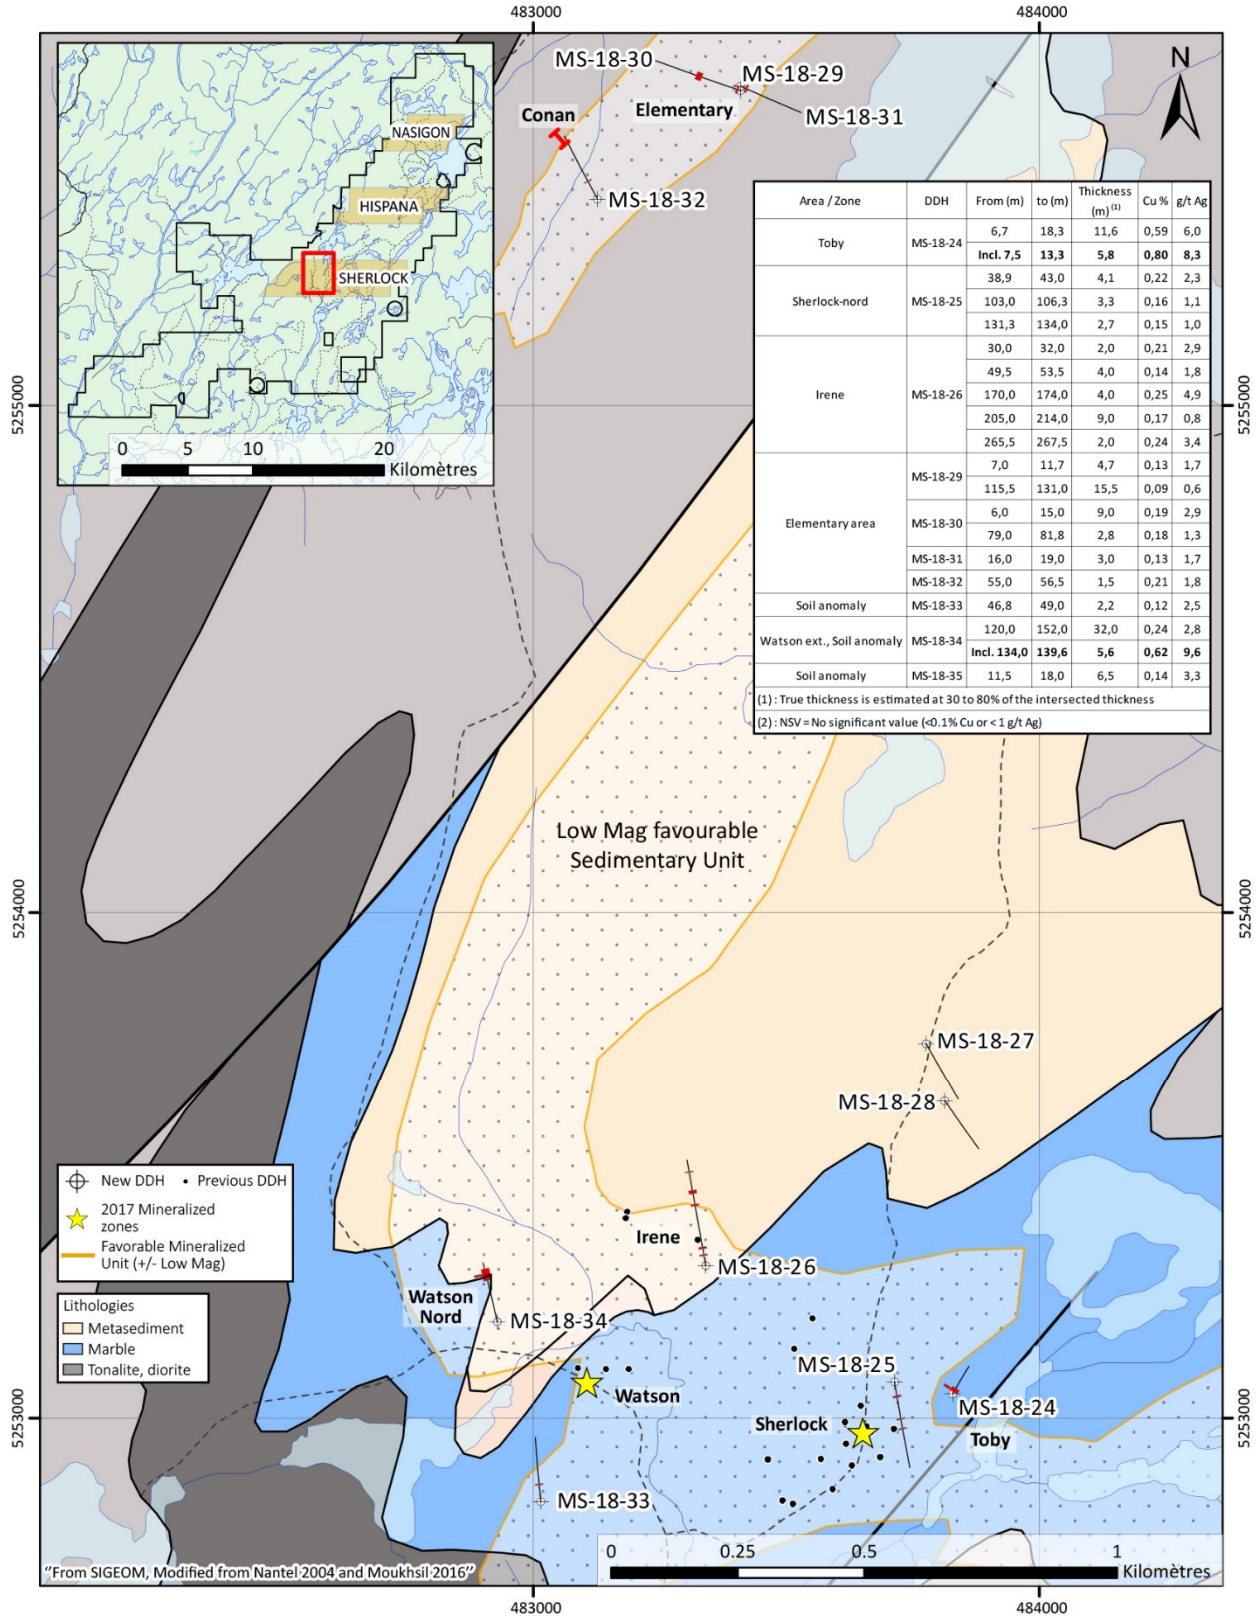 483000
484000
N
MS-18-30
MS-18-29
Elementary
MS-18-31
Conan
MS-18-32
NASIGON
HISPANA
SHERLOCK
0 5 10 20
Kilomètres
Area / Zone DDH From (m) to (m) Thickness (m) (1) Cu % g/t Ag
Toby MS-18-24 6,7 18,3 11,6 0,59 6,0
Incl. 7,5 13,3 5,8 0,80 8,3
Sherlock-nord MS-18-25 38,9 43,0 4,1 0,22 2,3
103,0 106,3 3,3 0,16 1,1
131,3 134,0 2,7 0,15 1,0
Irene MS-18-26 30,0 32,0 2,0 0,21 2,9
49,5 53,5 4,0 0,14 1,8
170,0 174,0 4,0 0,25 4,9
205,0 214,0 9,0 0,17 0,8
265,5 267,5 2,0 0,24 3,4
Elementary area MS-18-29 7,0 11,7 4,7 0,13 1,7
115,5 131,0 15,5 0,09 0,6
MS-18-30 6,0 15,0 9,0 0,19 2,9
79,0 81,8 2,8 0,18 1,3
MS-18-31 16,0 19,0 3,0 0,13 1,7
MS-18-32 55,0 56,5 1,5 0,21 1,8
Soil anomaly MS-18-33 46,8 49,0 2,2 0,12 2,5
Watson ext., Soil anomaly MS-18-34 120,0 152,0 32,0 0,24 2,8
Incl. 134,0 139,6 5,6 0,62 9,6
Soil anomaly MS-18-35 11,5 18,0 6,5 0,14 3,3
(1) : True thickness is estimated at 30 to 80% of the intersected thickness
(2) : NSV = No significant value (<0.1% Cu or < 1 g/t Ag)
5255000
5255000
Low Mag favourable
Sedimentary Unit
5254000
5254000
MS-18-27
MS-18-28
New DDH
Previous DDH
2017 Mineralized
zones
Favorable Mineralized
Unit (+/- Low Mag)
Lithologies
Metasediment
Marble
Tonalite, diorite
Irene
MS-18-26
Watson
Nord
MS-18-34
Watson
MS-18-25
MS-18-24
Sherlock
Toby
5253000
5253000
MS-18-33
0 0.25 0.5 1
Kilomètres
"From SIGEOM, Modified from Nantel 2004 and Moukhsil 2016"
483000
484000